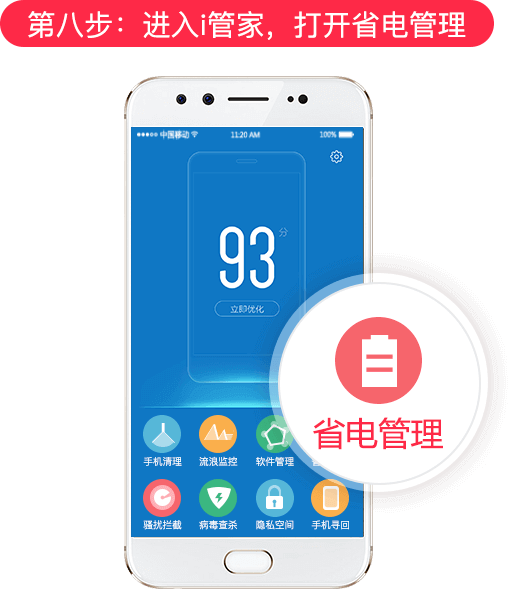 第八步：进入i管家，打开省电管理
中国移动 11:20 AM 100%
93分
立即优化
省电管理
手机清理 流浪监控 软件管理
骚扰拦截 病毒查杀 隐私空间 手机寻回